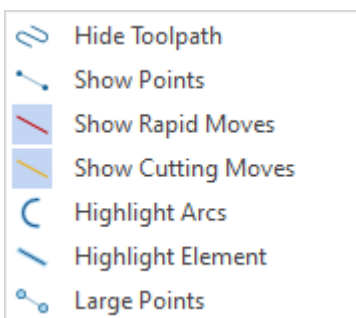 Hide Toolpath
Show Points
Show Rapid Moves
Show Cutting Moves
Highlight Arcs
Highlight Element
Large Points